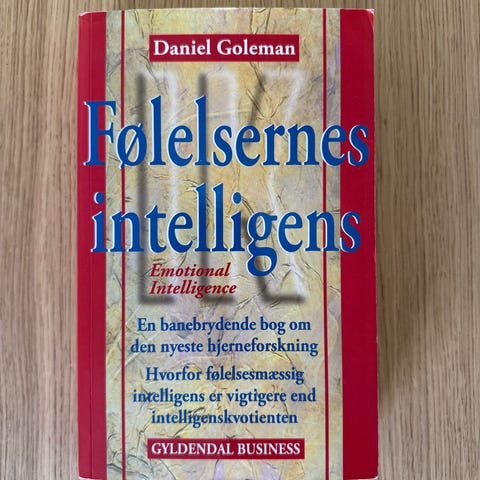 Daniel Goleman
Følelsernes
intelligens
Emotional
Intelligence
En banebrydende bog om
den nyeste hjerneforskning
Hvorfor følelsesmæssig
intelligens er vigtigere end
intelligenskvotienten
GYLDENDAL BUSINESS